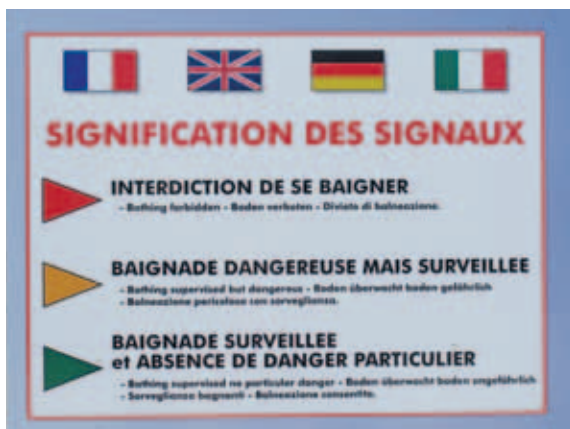 SIGNIFICATION DES SIGNAUX
INTERDICTION DE SE BAIGNER
- Bathing forbidden - Baden verboten - Divieto di balneazione.
BAIGNADE DANGEREUSE MAIS SURVEILLEE
- Bathing supervised but dangerous - Baden überwacht baden gefährlich
- Balneazione pericolosa con sorveglianza.
BAIGNADE SURVEILLEE
et ABSENCE DE DANGER PARTICULIER
- Bathing supervised no particular danger - Baden überwacht baden ungefährlich
- Sorveglianza bagnanti - Balneazione consentita.